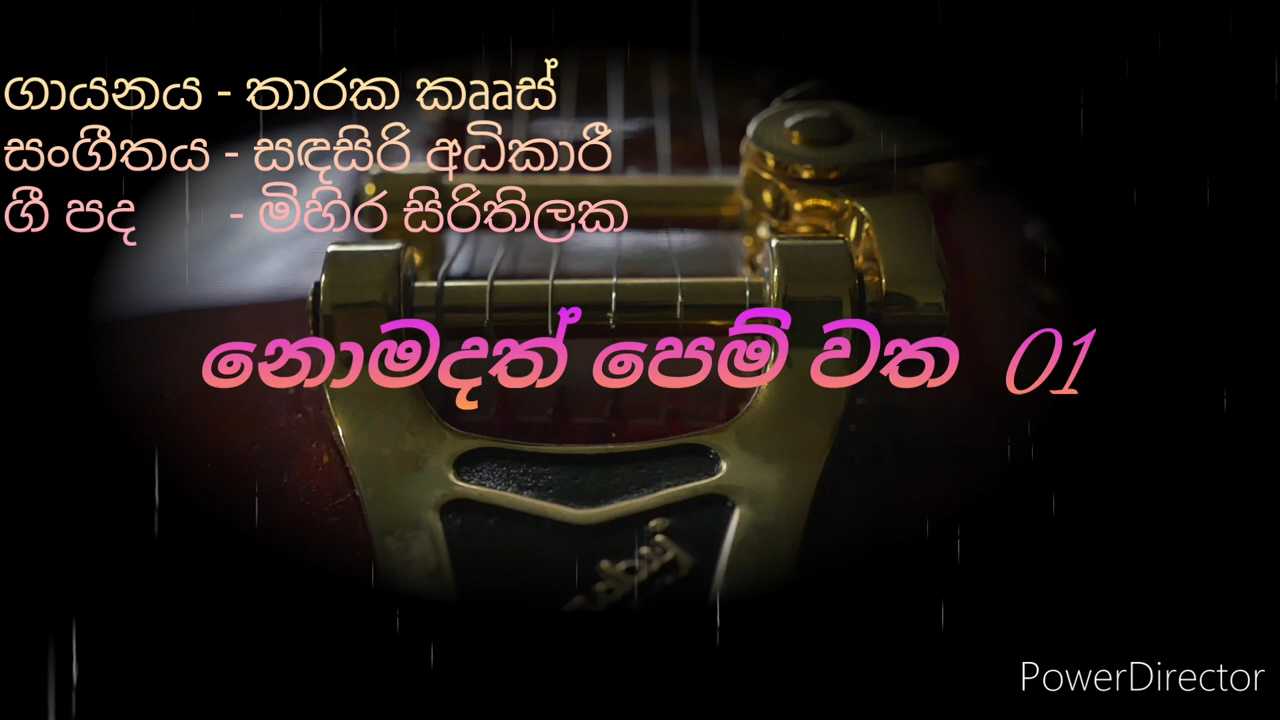 ගායනය - තාරක කෲස්
සංගීතය - සඳසිරි අධිකාරී
ගී පද - මිහිර සිරිතිලක
නොමදත් පෙම් වත 01
PowerDirector